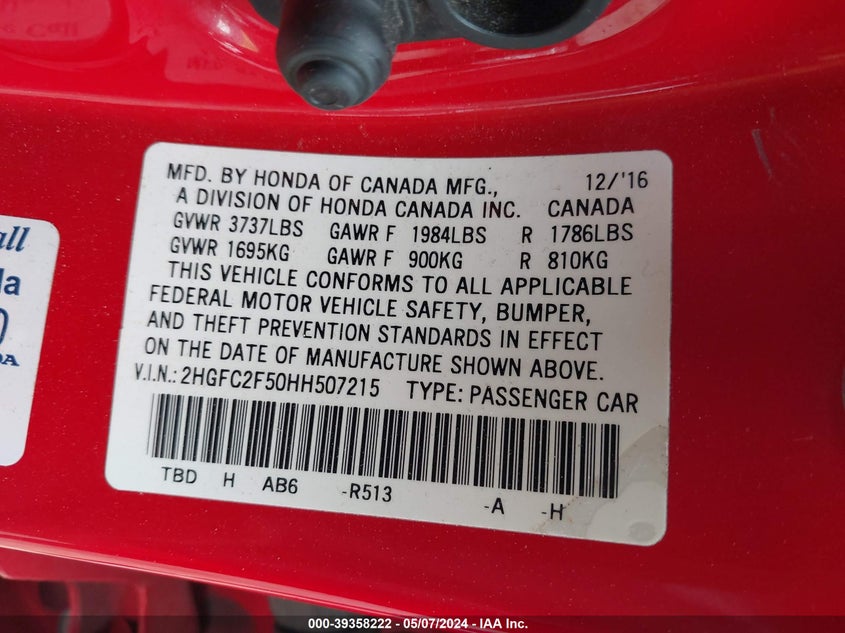 MFD. BY HONDA OF CANADA MFG., 12/'16
A DIVISION OF HONDA CANADA INC. CANADA
GVWR 3737LBS GAWR F 1984LBS R 1786LBS
GVWR 1695KG GAWR F 900KG R 810KG
THIS VEHICLE CONFORMS TO ALL APPLICABLE
FEDERAL MOTOR VEHICLE SAFETY, BUMPER,
AND THEFT PREVENTION STANDARDS IN EFFECT
ON THE DATE OF MANUFACTURE SHOWN ABOVE.
V.I.N.: 2HGFC2F50HH507215 TYPE: PASSENGER CAR
TBD H AB6 -R513 -A -H
000-39358222 - 05/07/2024 - IAA Inc.